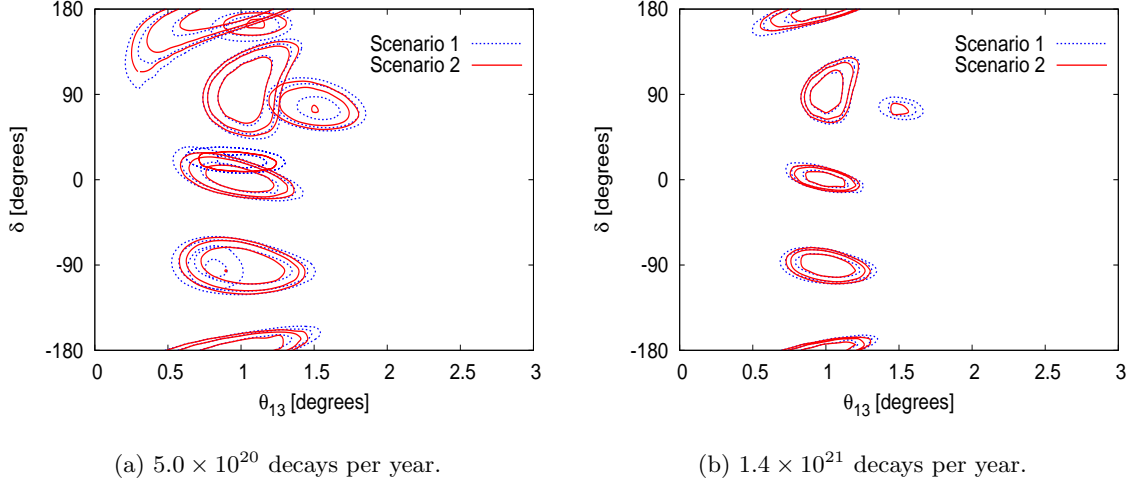 180
90
0
-90
-180
δ [degrees]
0
0.5
1
1.5
2
2.5
3
θ13 [degrees]
Scenario 1
Scenario 2
(a) 5.0 × 10^20 decays per year.
180
90
0
-90
-180
δ [degrees]
0
0.5
1
1.5
2
2.5
3
θ13 [degrees]
Scenario 1
Scenario 2
(b) 1.4 × 10^21 decays per year.